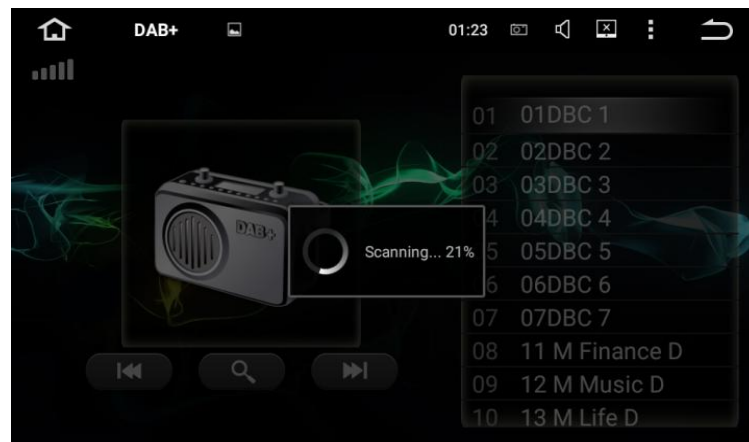 DAB+ 01:23
DAB+
Scanning... 21%
01 01DBC 1
02 02DBC 2
03 03DBC 3
4 04DBC 4
5 05DBC 5
6 06DBC 6
07 07DBC 7
08 11 M Finance D
09 12 M Music D
10 13 M Life D